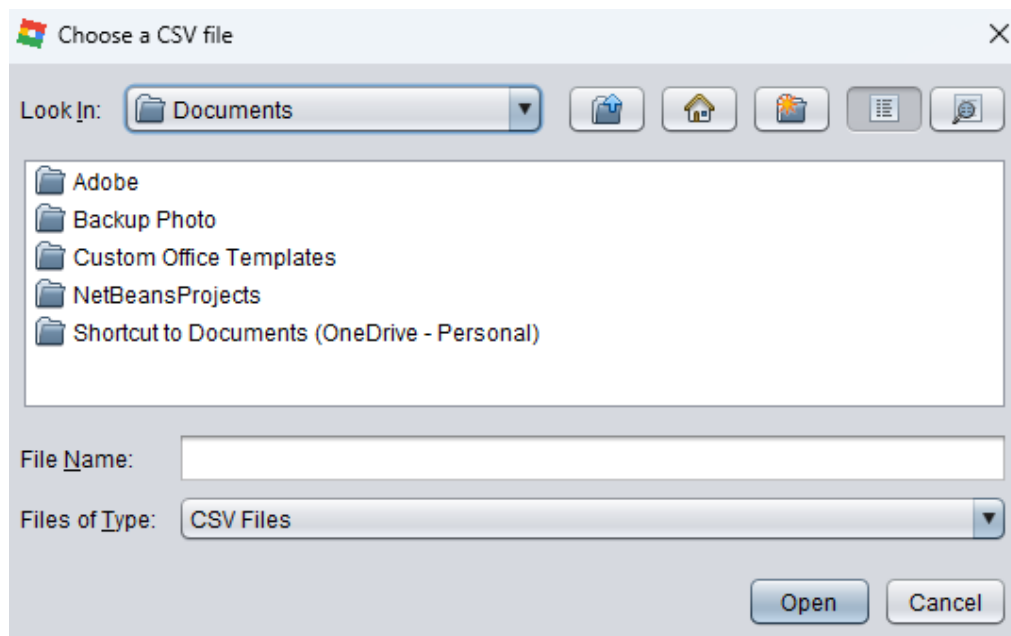 Choose a CSV file
Look In: Documents
Adobe
Backup Photo
Custom Office Templates
NetBeansProjects
Shortcut to Documents (OneDrive - Personal)
File Name:
Files of Type: CSV Files
Open Cancel